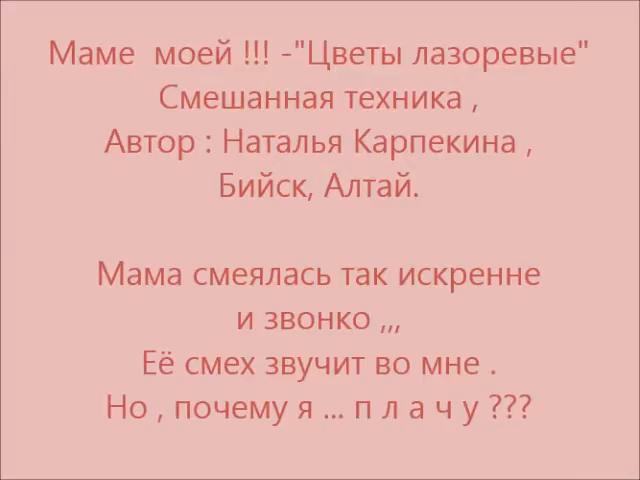 Маме  моей !!! -"Цветы лазоревые"
Смешанная техника ,
Автор : Наталья Карпекина ,
Бийск, Алтай.
Мама смеялась так искренне
и звонко ,,,
Её смех звучит во мне .
Но , почему я ... п л а ч у ???